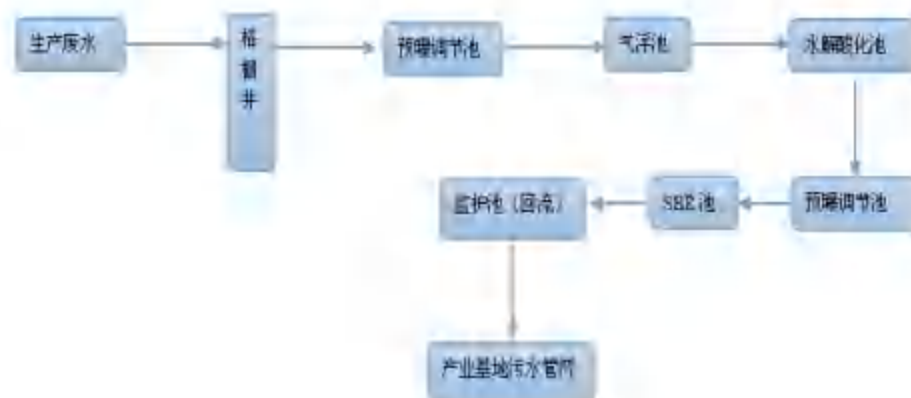 生产废水
格栅井
预曝调节池
气浮池
水解酸化池
预曝调节池
SBR池
监护池（回流）
产业基地污水管网